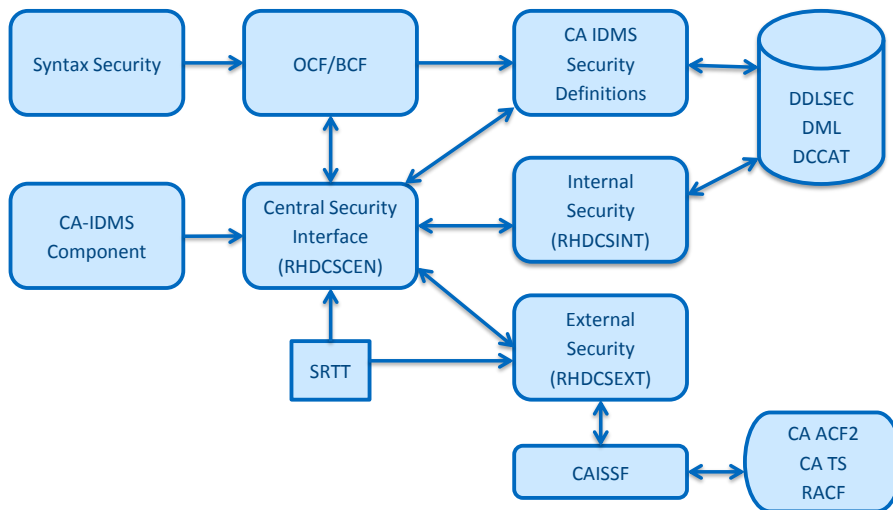 Syntax Security
OCF/BCF
CA IDMS
Security
Definitions
DDLSEC
DML
DCCAT
CA-IDMS
Component
Central Security
Interface
(RHDCSCEN)
Internal
Security
(RHDCSINT)
SRTT
External
Security
(RHDCSEXT)
CAISSF
CA ACF2
CA TS
RACF